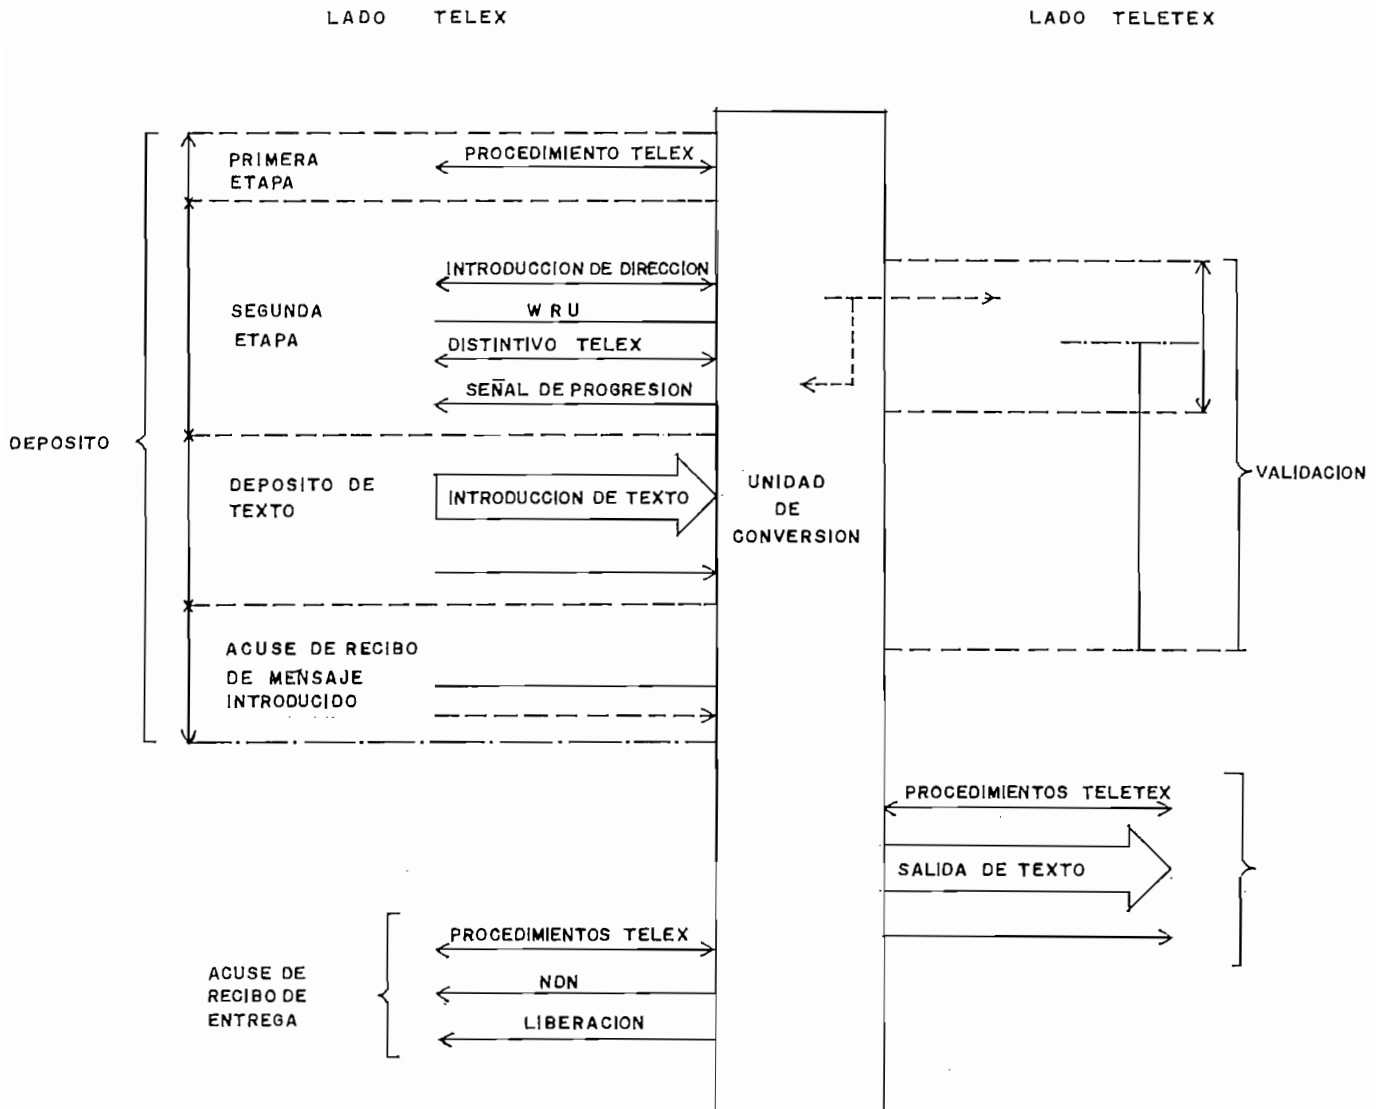 LADO TELEX
LADO TELETEX
PRIMERA
ETAPA
PROCEDIMIENTO TELEX
INTRODUCCION DE DIRECCION
SEGUNDA
ETAPA
W R U
DISTINTIVO TELEX
SEÑAL DE PROGRESION
DEPOSITO
DEPOSITO DE
TEXTO
INTRODUCCION DE TEXTO
UNIDAD
DE
CONVERSION
VALIDACION
ACUSE DE RECIBO
DE MENSAJE
INTRODUCIDO
PROCEDIMIENTOS TELETEX
SALIDA DE TEXTO
PROCEDIMIENTOS TELEX
ACUSE DE
RECIBO DE
ENTREGA
NDN
LIBERACION